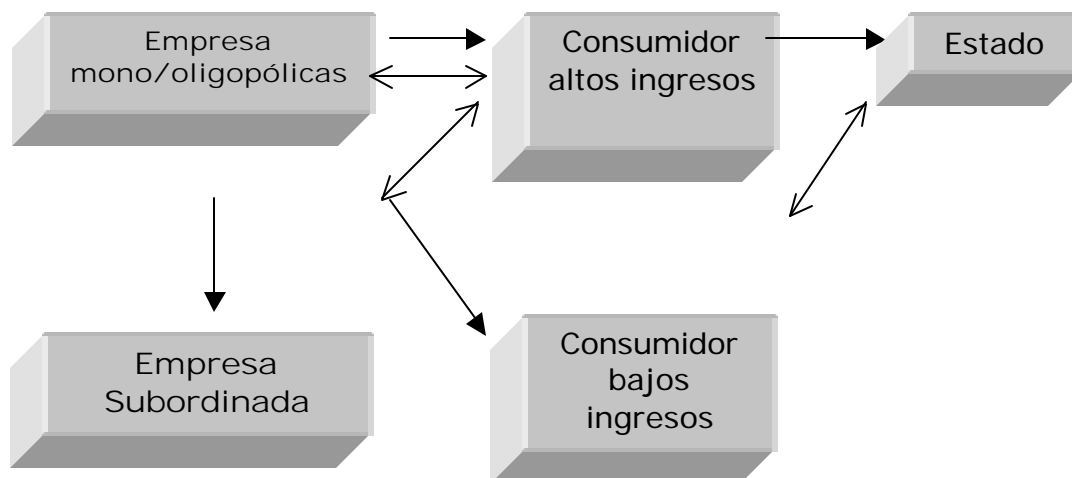 Empresa
mono/oligopólicas
Consumidor
altos ingresos
Estado
Empresa
Subordinada
Consumidor
bajos
ingresos